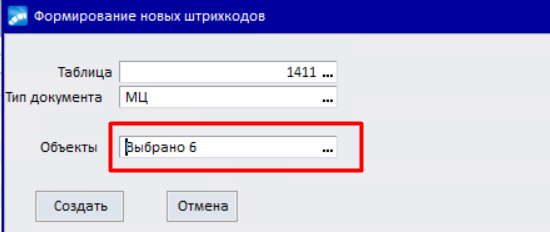 Формирование новых штрихкодов
Таблица 1411 ...
Тип документа МЦ ...
Объекты Выбрано 6 ...
Создать Отмена